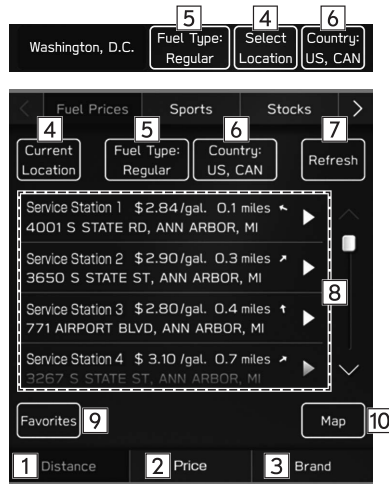 5 4 6
Washington, D.C. Fuel Type: Regular Select Location Country: US, CAN
Fuel Prices Sports Stocks
4 5 6 7
Current Location Fuel Type: Regular Country: US, CAN Refresh
Service Station 1 $2.84/gal. 0.1 miles
4001 S STATE RD, ANN ARBOR, MI
Service Station 2 $2.90/gal. 0.3 miles
3650 S STATE ST, ANN ARBOR, MI
8
Service Station 3 $2.80/gal. 0.4 miles
771 AIRPORT BLVD, ANN ARBOR, MI
Service Station 4 $3.10/gal. 0.7 miles
3267 S STATE ST, ANN ARBOR, MI
Favorites 9 Map 10
1 Distance 2 Price 3 Brand